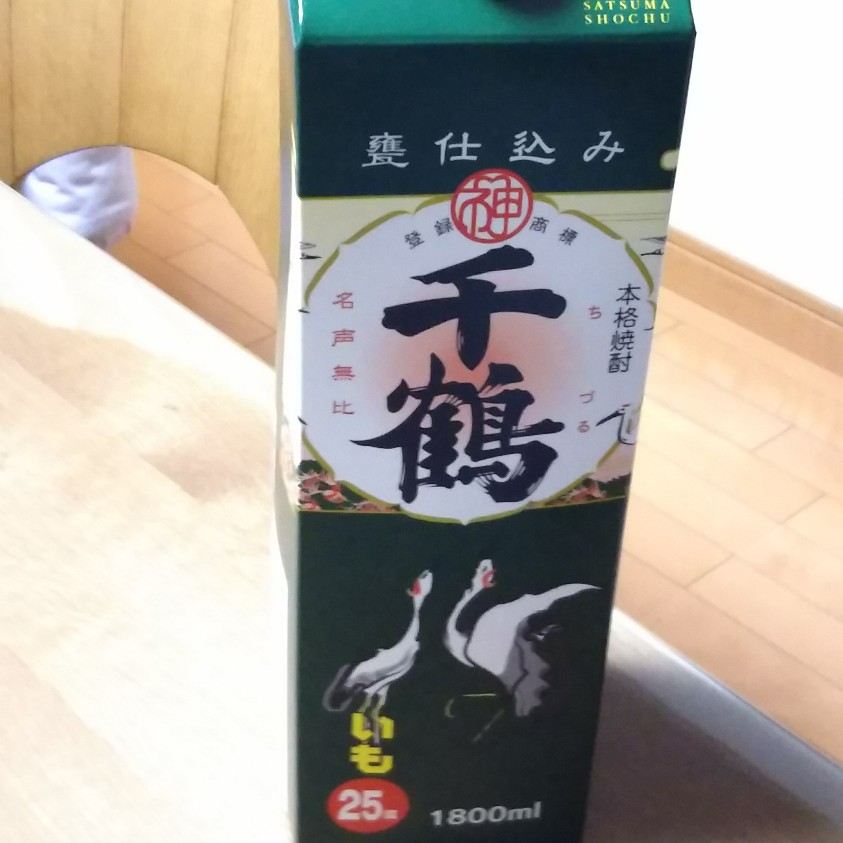 SATSUMA
SHOCHU
甕仕込み
神
登録商標
千鶴
ちづる
本格焼酎
名声無比
いも
25度
1800ml